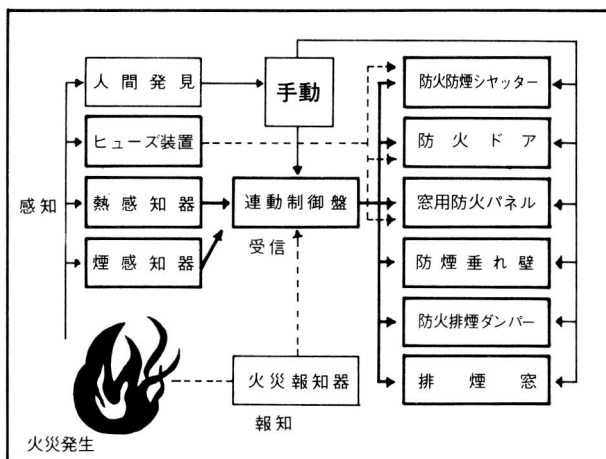 人間発見
手動
防火防煙シヤッター
ヒューズ装置
防火ドア
感知
熱感知器
連動制御盤
窓用防火パネル
受信
煙感知器
防煙垂れ壁
防火排煙ダンパー
火災報知器
排煙窓
報知
火災発生